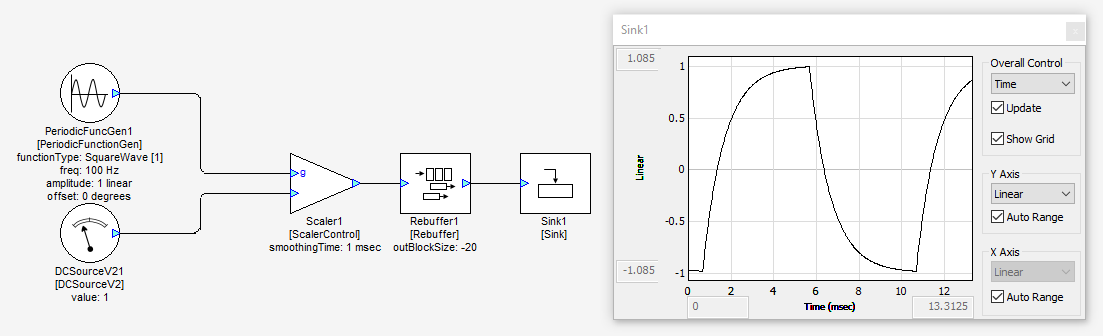 PeriodicFuncGen1
[PeriodicFunctionGen]
functionType: SquareWave [1]
freq: 100 Hz
amplitude: 1 linear
offset: 0 degrees
DCSourceV21
[DCSourceV2]
value: 1
g
Scaler1
[ScalerControl]
smoothingTime: 1 msec
Rebuffer1
[Rebuffer]
outBlockSize: -20
Sink1
[Sink]
Sink1
x
1.085
1
0.5
0
-0.5
-1
-1.085
Linear
0 2 4 6 8 10 12
Time (msec)
0 13.3125
Overall Control
Time
Update
Show Grid
Y Axis
Linear
Auto Range
X Axis
Linear
Auto Range